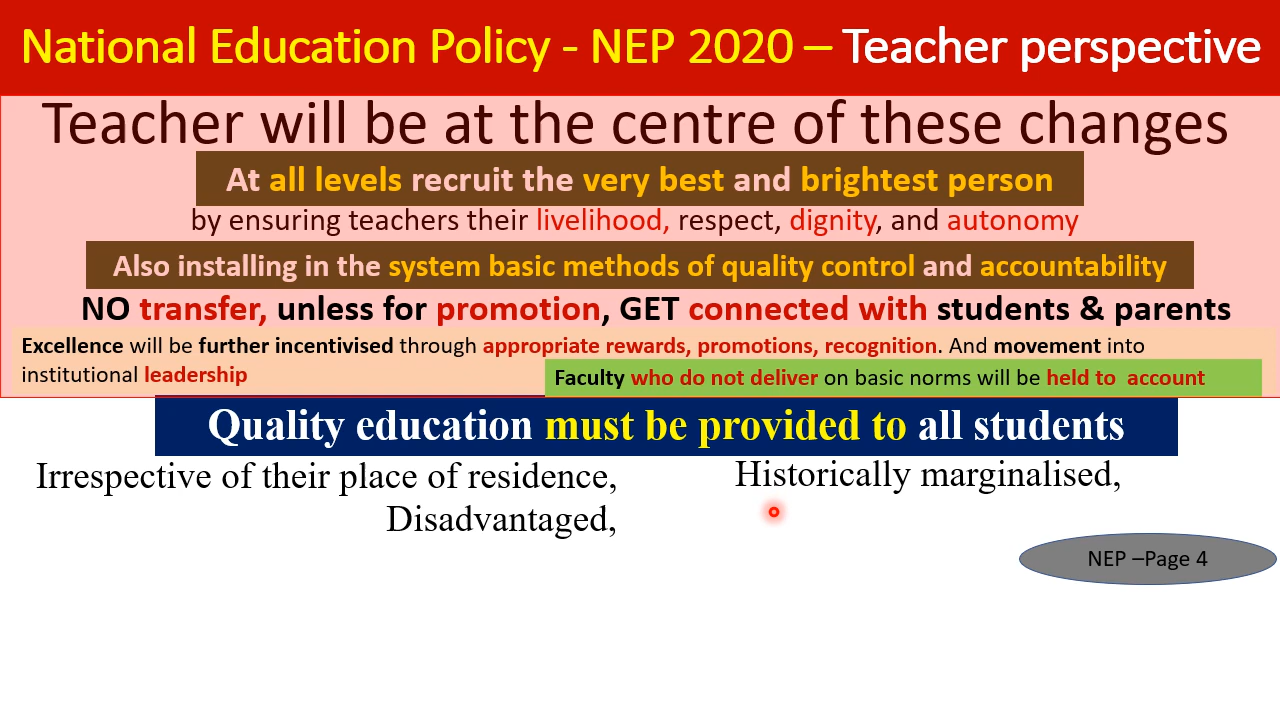 National Education Policy - NEP 2020 – Teacher perspective
Teacher will be at the centre of these changes
At all levels recruit the very best and brightest person
by ensuring teachers their livelihood, respect, dignity, and autonomy
Also installing in the system basic methods of quality control and accountability
NO transfer, unless for promotion, GET connected with students & parents
Excellence will be further incentivised through appropriate rewards, promotions, recognition. And movement into
institutional leadership
Faculty who do not deliver on basic norms will be held to account
Quality education must be provided to all students
Irrespective of their place of residence,
Historically marginalised,
Disadvantaged,
NEP –Page 4